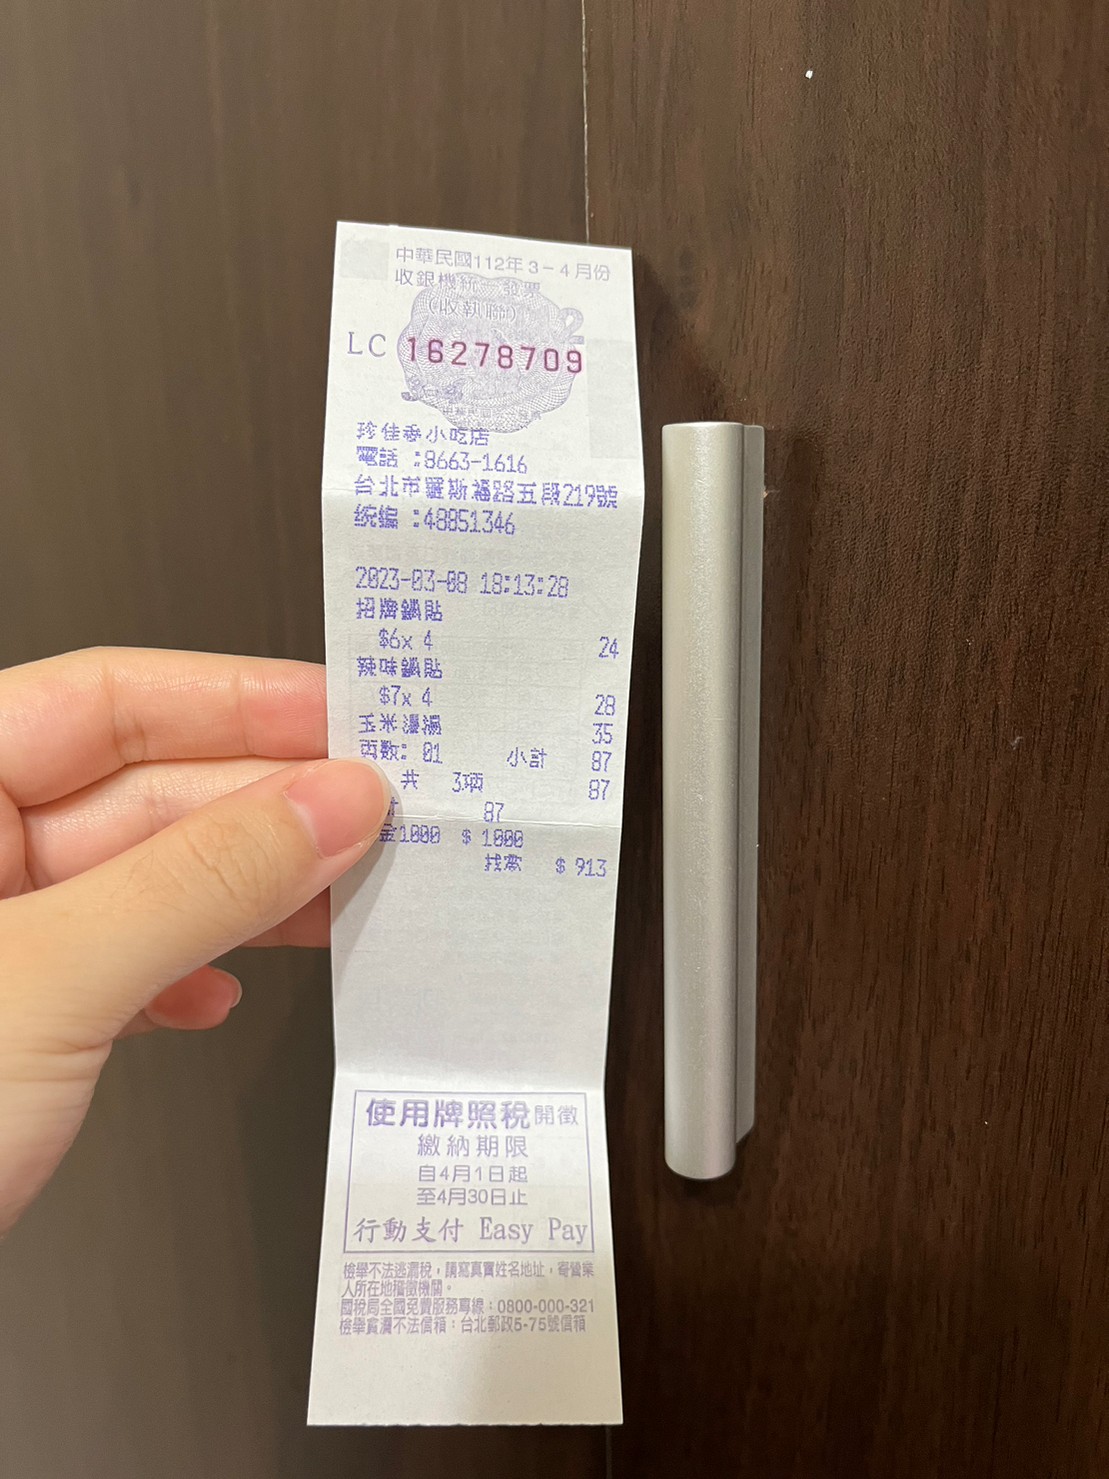 中華民國112年3－4月份
收銀機統 發票
(收執聯)
2
LC 16278709
珍佳香小吃店
電話 :8663-1616
台北市羅斯福路五段219號
統編 :48851346
2023-03-08 18:13:28
招牌鍋貼
$6x 4 24
辣味鍋貼
$7x 4 28
玉米濃湯 35
頁數: 01 小計 87
共 3項 87
計 87
金1000 $ 1000
找零 $ 913
使用牌照稅開徵
繳納期限
自4月1日起
至4月30日止
行動支付 Easy Pay
檢舉不法逃漏稅，請寫真實姓名地址，寄營業
人所在地稽徵機關。
國稅局全國免費服務專線：0800-000-321
檢舉貪瀆不法信箱：台北郵政5-75號信箱